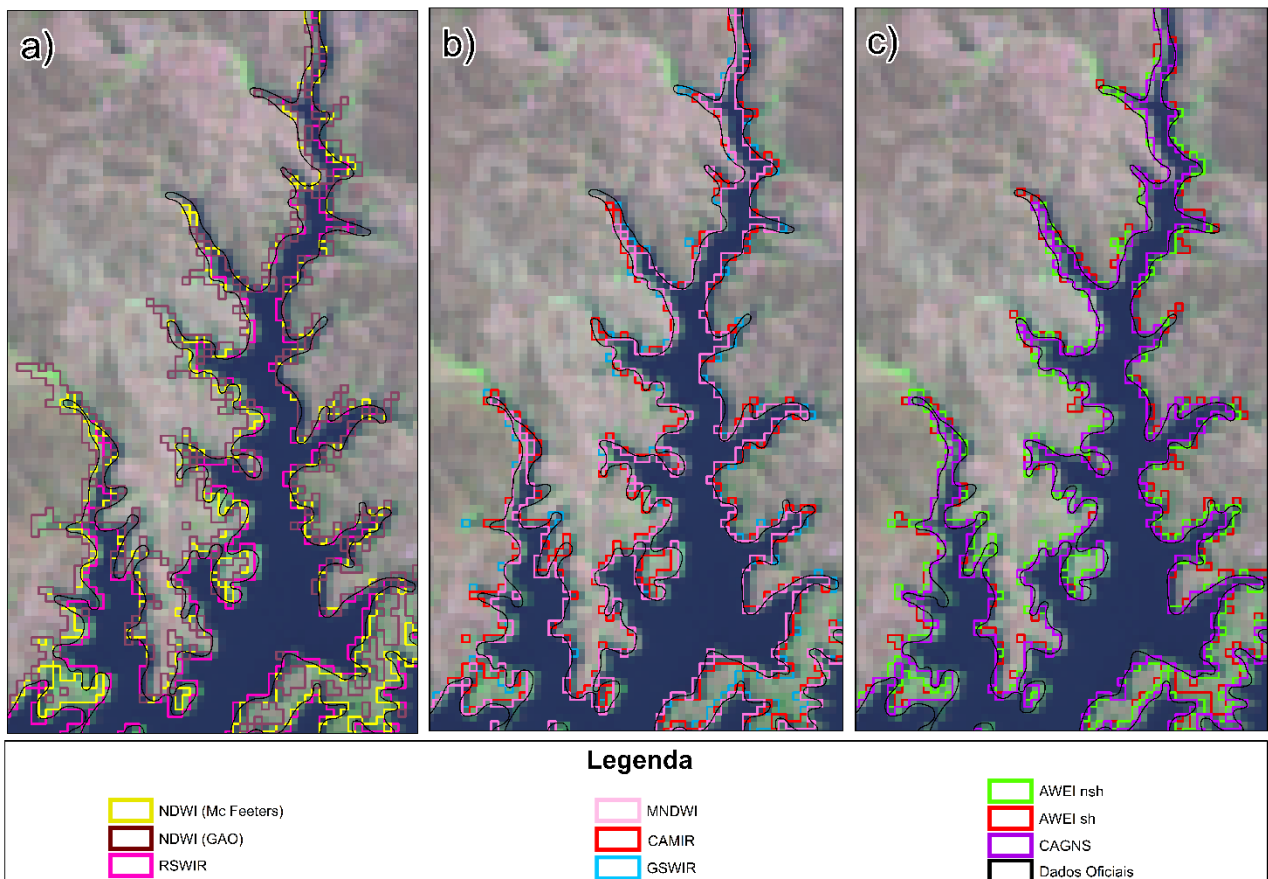 a)
b)
c)
Legenda
NDWI (Mc Feeters)
NDWI (GAO)
RSWIR
MNDWI
CAMIR
GSWIR
AWEI nsh
AWEI sh
CAGNS
Dados Oficiais